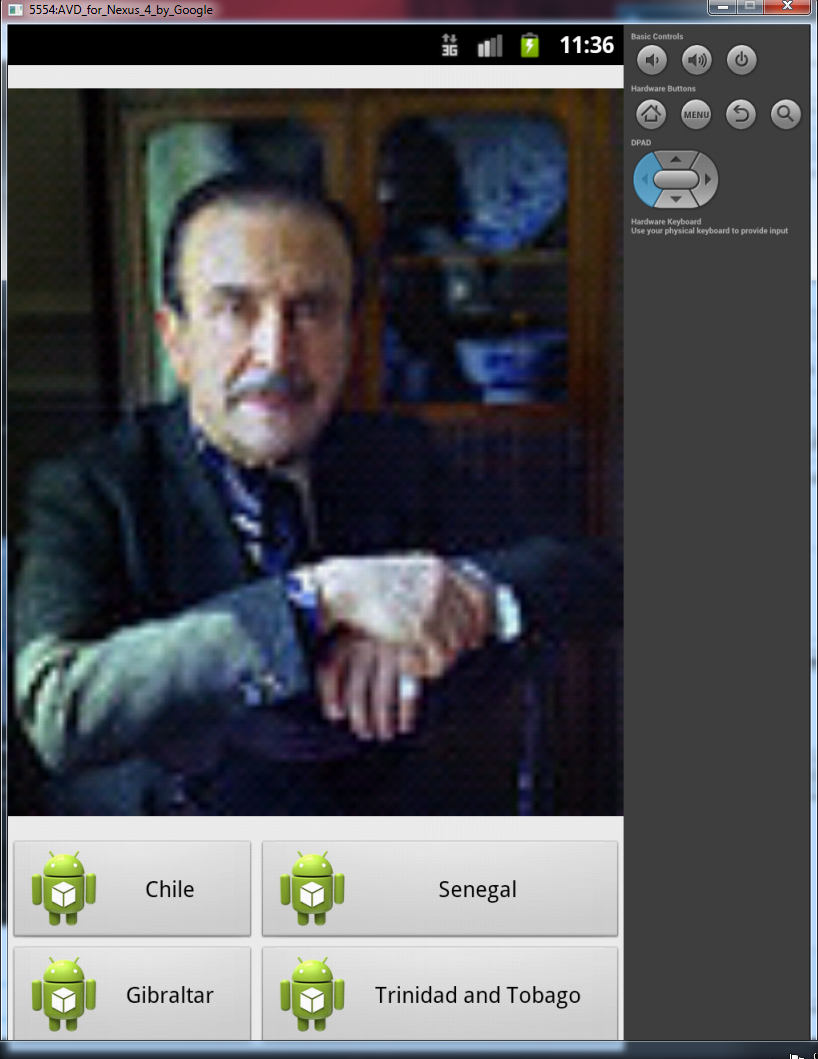 5554:AVD_for_Nexus_4_by_Google
3G
11:36
Basic Controls
Hardware Buttons
MENU
DPAD
Hardware Keyboard
Use your physical keyboard to provide input
Chile
Senegal
Gibraltar
Trinidad and Tobago